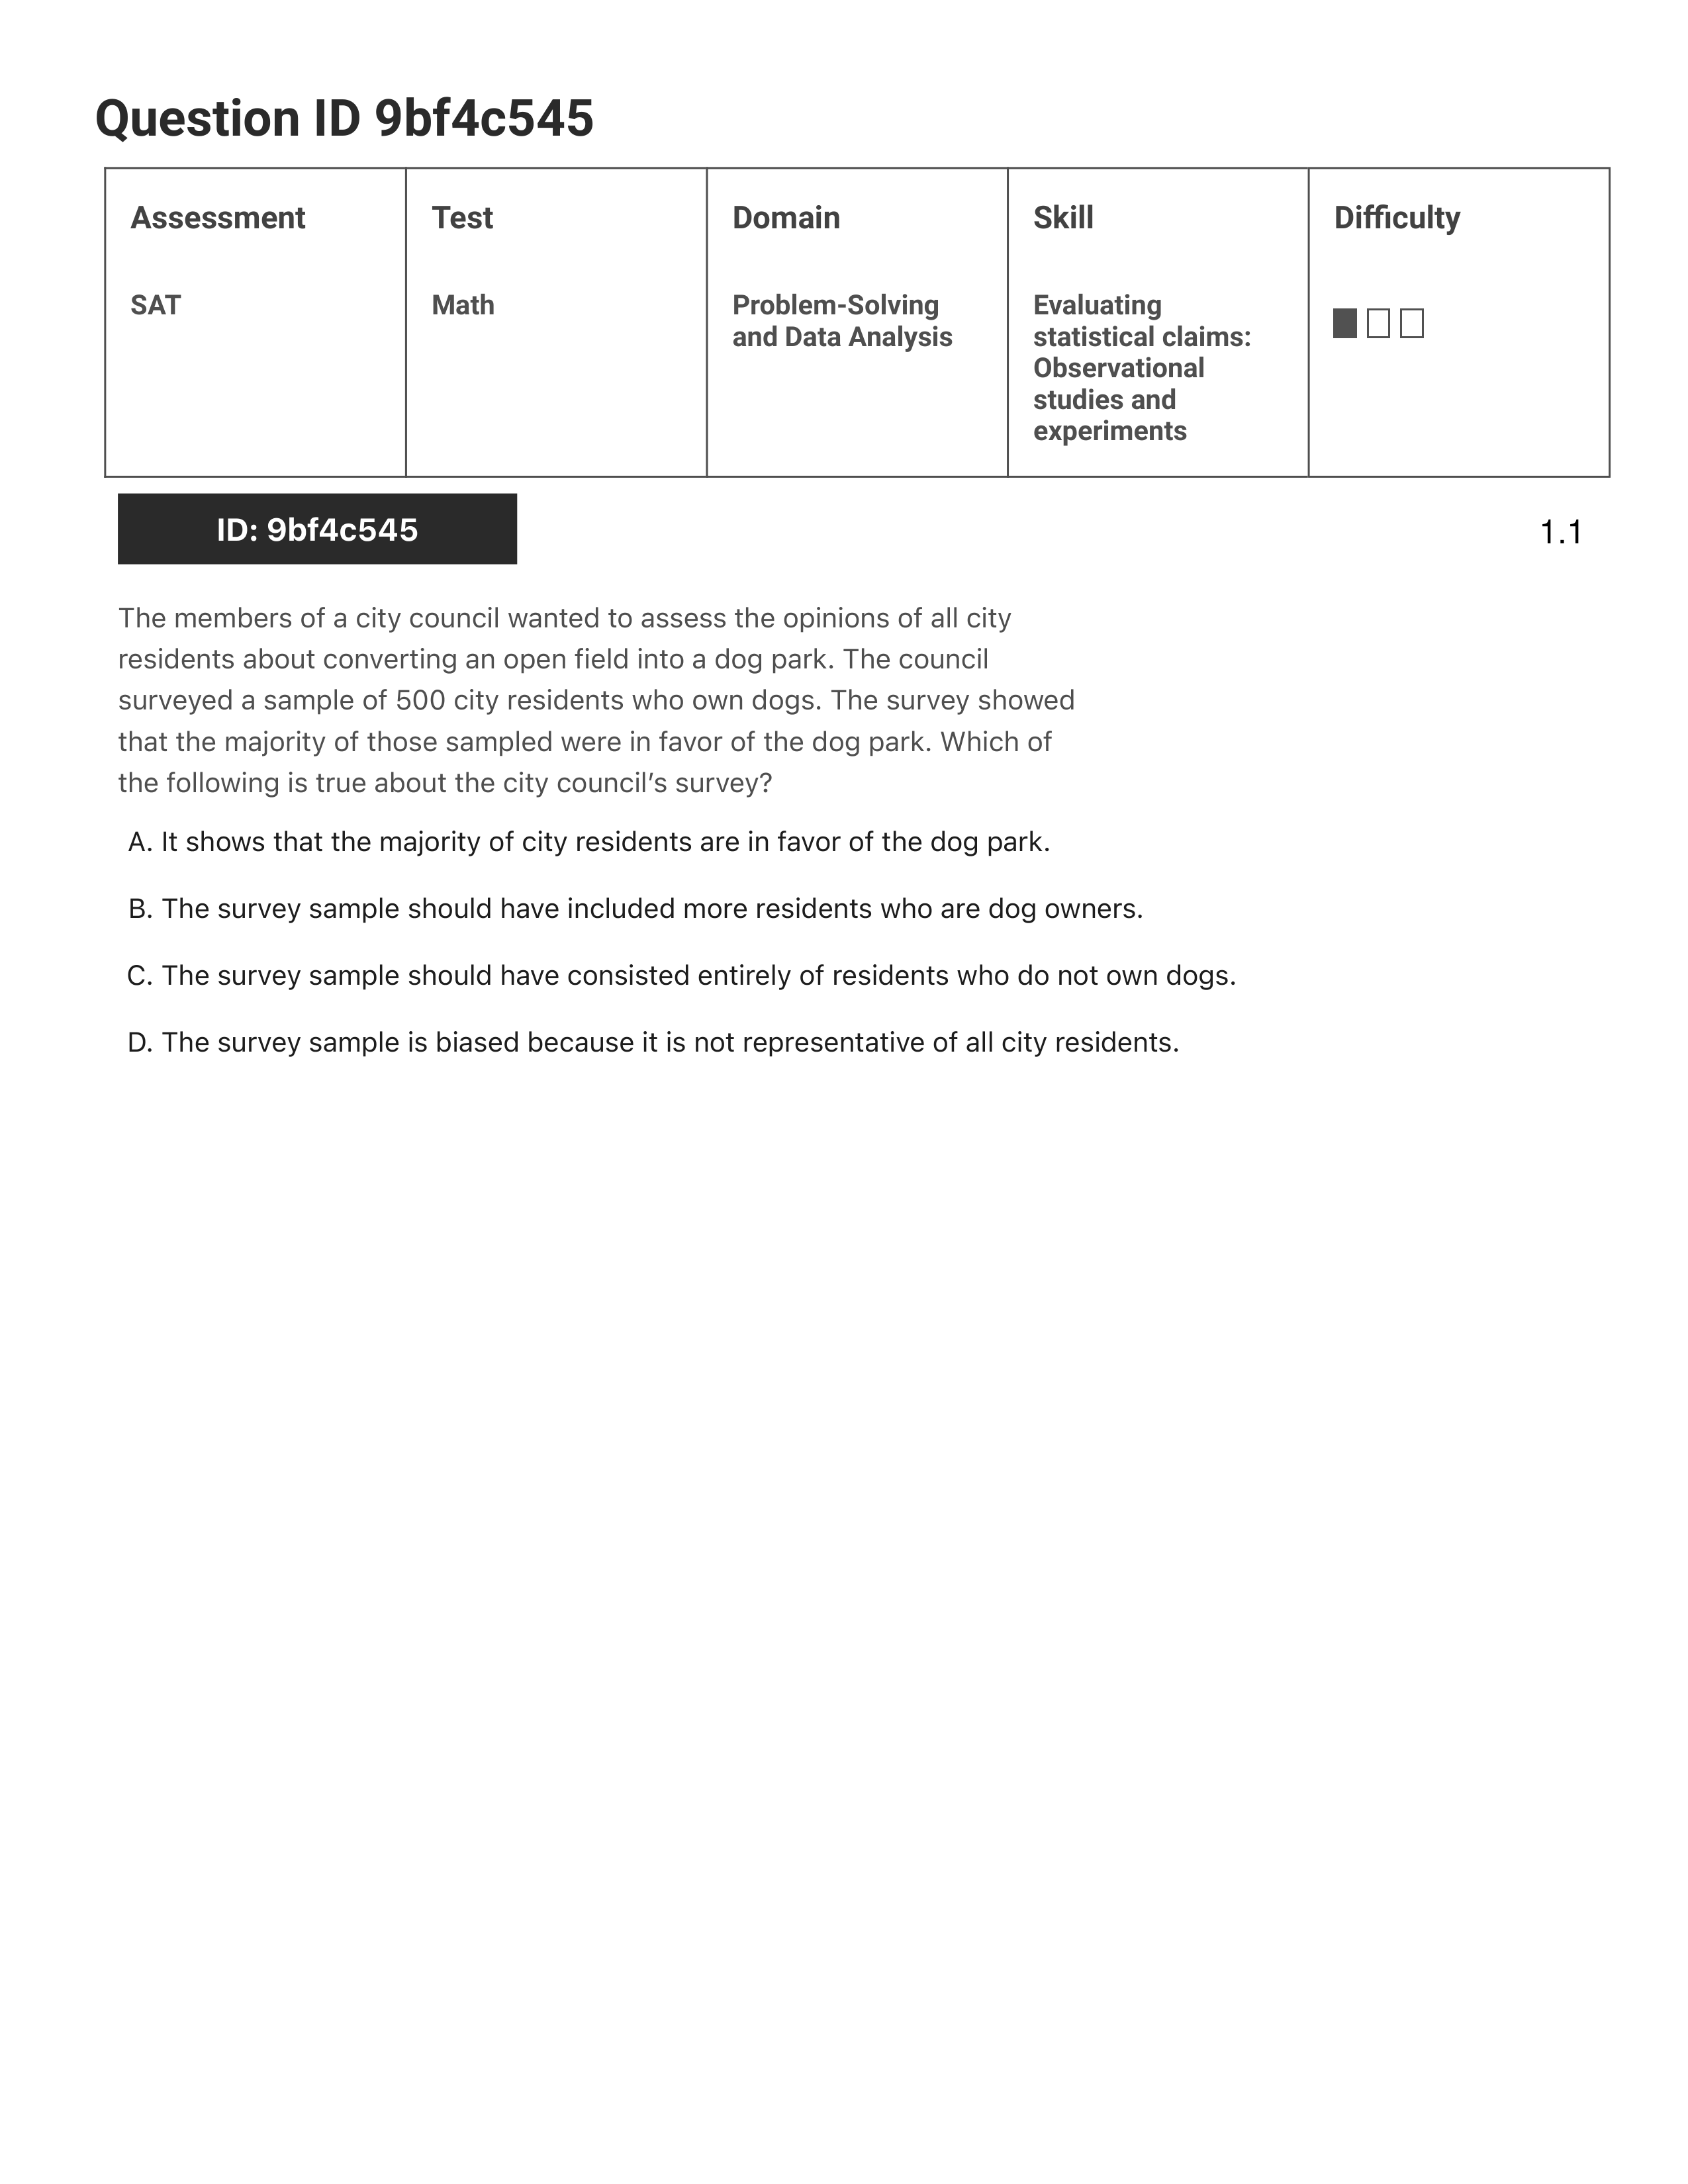 Question ID 9bf4c545
Assessment
Test
Domain
Skill
Difficulty
SAT
Math
Problem-Solving
and Data Analysis
Evaluating
statistical claims:
Observational
studies and
experiments
ID: 9bf4c545
1.1
The members of a city council wanted to assess the opinions of all city
residents about converting an open field into a dog park. The council
surveyed a sample of 500 city residents who own dogs. The survey showed
that the majority of those sampled were in favor of the dog park. Which of
the following is true about the city council’s survey?
A. It shows that the majority of city residents are in favor of the dog park.
B. The survey sample should have included more residents who are dog owners.
C. The survey sample should have consisted entirely of residents who do not own dogs.
D. The survey sample is biased because it is not representative of all city residents.